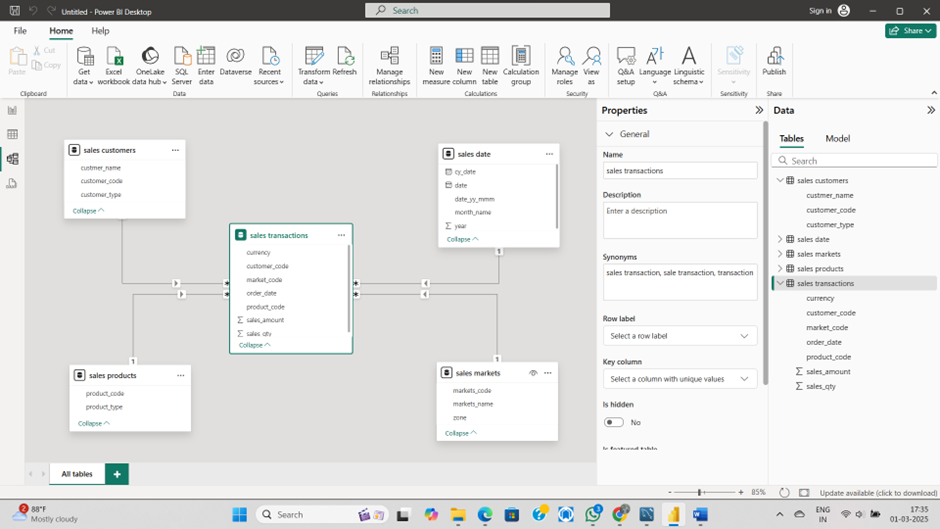 Untitled - Power BI Desktop
Search
Sign in
File
Home
Help
Share
Paste
Cut
Copy
Clipboard
Get data
Excel workbook
OneLake data hub
SQL Server
Enter data
Dataverse
Recent sources
Data
Transform data
Refresh
Queries
Manage relationships
Relationships
New measure
New column
New table
Calculation group
Calculations
Manage roles
View as
Security
Q&A setup
Language
Linguistic schema
Q&A
Sensitivity
Sensitivity
Publish
Share
sales customers
custmer_name
customer_code
customer_type
Collapse
sales date
cy_date
date
date_yy_mmm
month_name
year
Collapse
1
sales transactions
currency
customer_code
market_code
order_date
product_code
sales_amount
sales_qty
Collapse
1
sales products
product_code
product_type
Collapse
1
sales markets
markets_code
markets_name
zone
Collapse
All tables
Properties
General
Name
sales transactions
Description
Enter a description
Synonyms
sales transaction, sale transaction, transaction
Row label
Select a row label
Key column
Select a column with unique values
Is hidden
No
Is featured table
Data
Tables
Model
Search
sales customers
custmer_name
customer_code
customer_type
sales date
sales markets
sales products
sales transactions
currency
customer_code
market_code
order_date
product_code
sales_amount
sales_qty
85%
Update available (click to download)
2
88°F
Mostly cloudy
Search
3
ENG
IN
17:35
01-03-2025